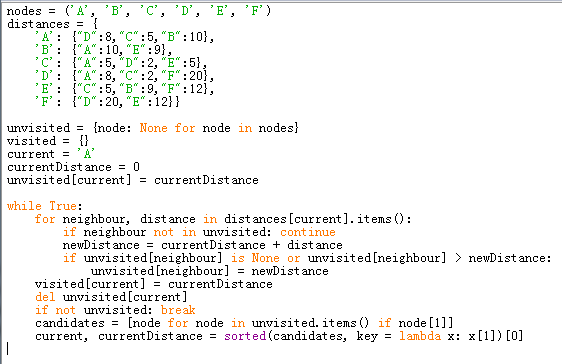 nodes = ('A', 'B', 'C', 'D', 'E', 'F')
distances = {
    'A': {"D":8,"C":5,"B":10},
    'B': {"A":10,"E":9},
    'C': {"A":5,"D":2,"E":5},
    'D': {"A":8,"C":2,"F":20},
    'E': {"C":5,"B":9,"F":12},
    'F': {"D":20,"E":12}}

unvisited = {node: None for node in nodes}
visited = {}
current = 'A'
currentDistance = 0
unvisited[current] = currentDistance

while True:
    for neighbour, distance in distances[current].items():
        if neighbour not in unvisited: continue
        newDistance = currentDistance + distance
        if unvisited[neighbour] is None or unvisited[neighbour] > newDistance:
            unvisited[neighbour] = newDistance
    visited[current] = currentDistance
    del unvisited[current]
    if not unvisited: break
    candidates = [node for node in unvisited.items() if node[1]]
    current, currentDistance = sorted(candidates, key = lambda x: x[1])[0]